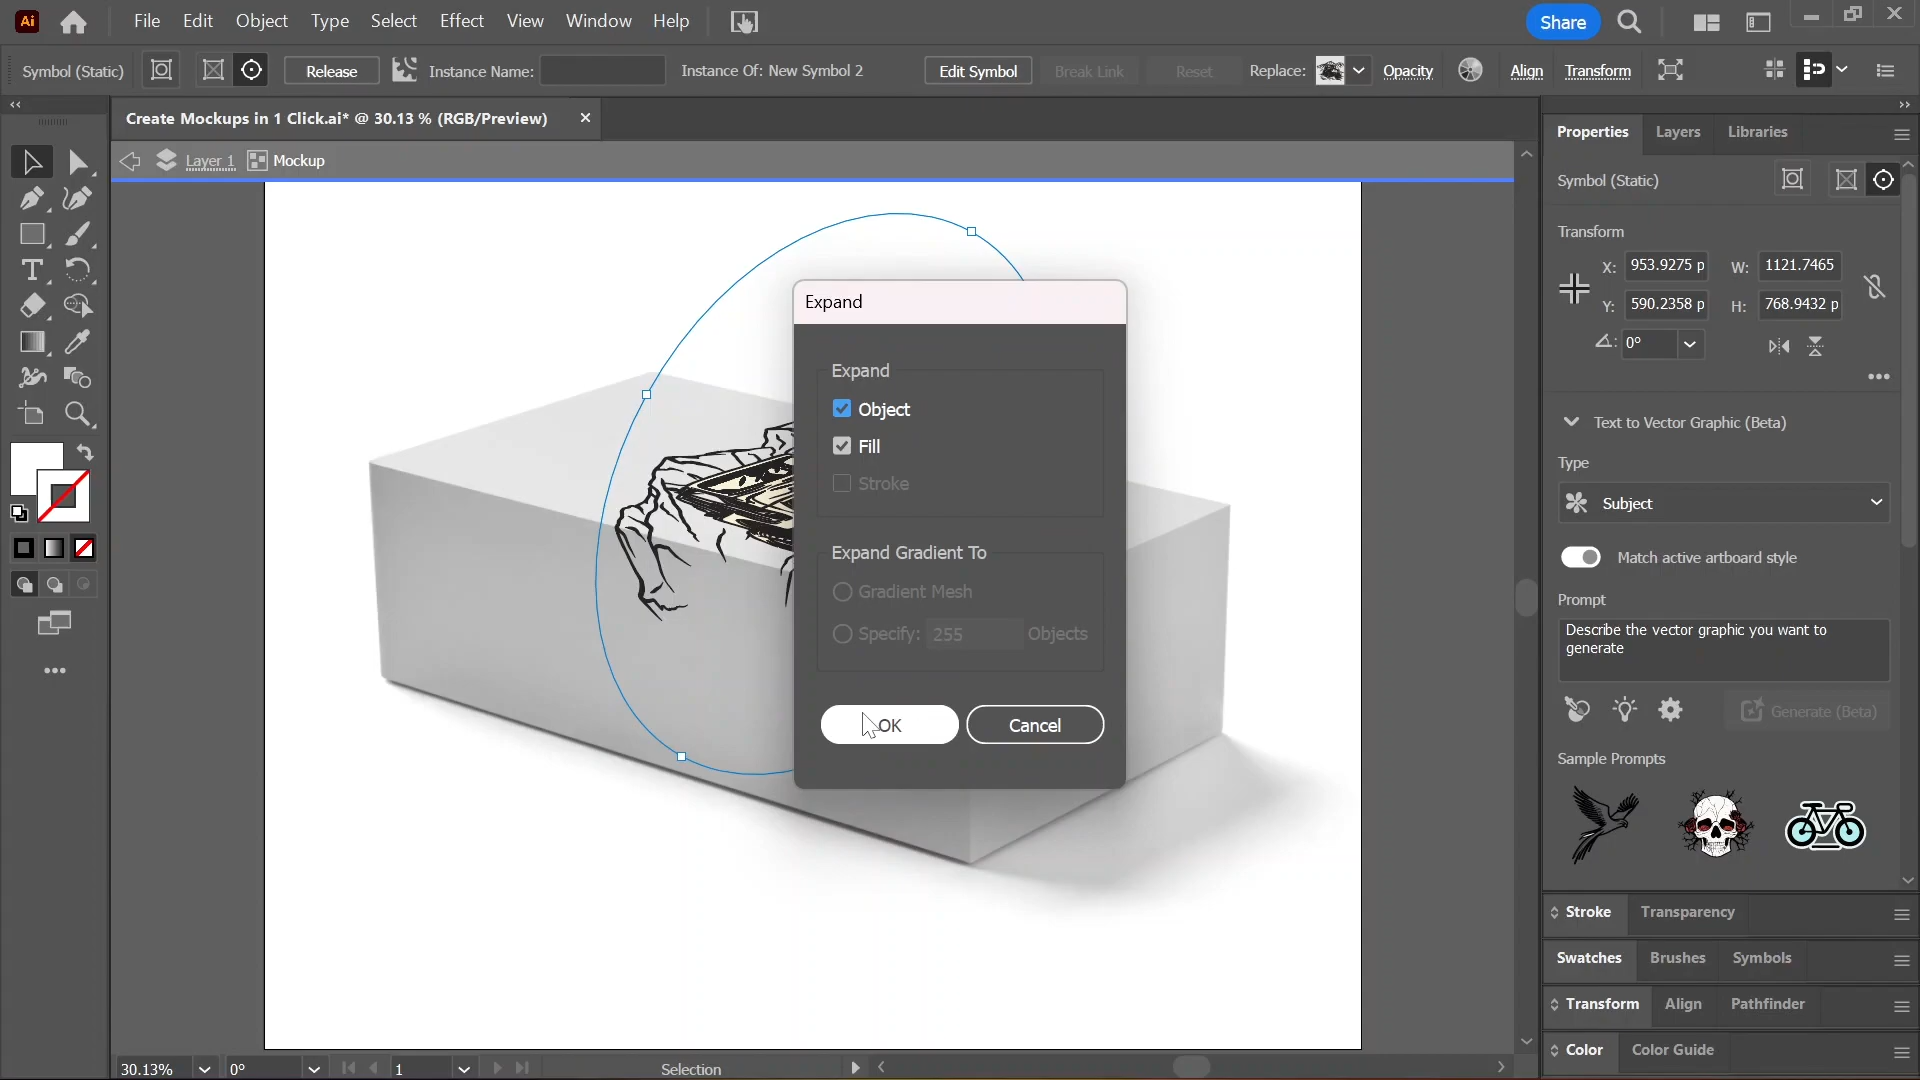 Ai
File
Edit
Object
Type
Select
Effect
View
Window
Help
Share
Symbol (Static)
Release
Instance Name:
Instance Of: New Symbol 2
Edit Symbol
Break Link
Reset
Replace:
Opacity
Align
Transform
Create Mockups in 1 Click.ai* @ 30.13 % (RGB/Preview)
Layer 1
Mockup
Expand
Expand
Object
Fill
Stroke
Expand Gradient To
Gradient Mesh
Specify: 255 Objects
OK
Cancel
Properties
Layers
Libraries
Symbol (Static)
Transform
X: 953.9275 p
W: 1121.7465
Y: 590.2358 p
H: 768.9432 p
0°
Text to Vector Graphic (Beta)
Type
Subject
Match active artboard style
Prompt
Describe the vector graphic you want to
generate
Generate (Beta)
Sample Prompts
Stroke
Transparency
Swatches
Brushes
Symbols
Transform
Align
Pathfinder
Color
Color Guide
30.13%
0°
1
Selection